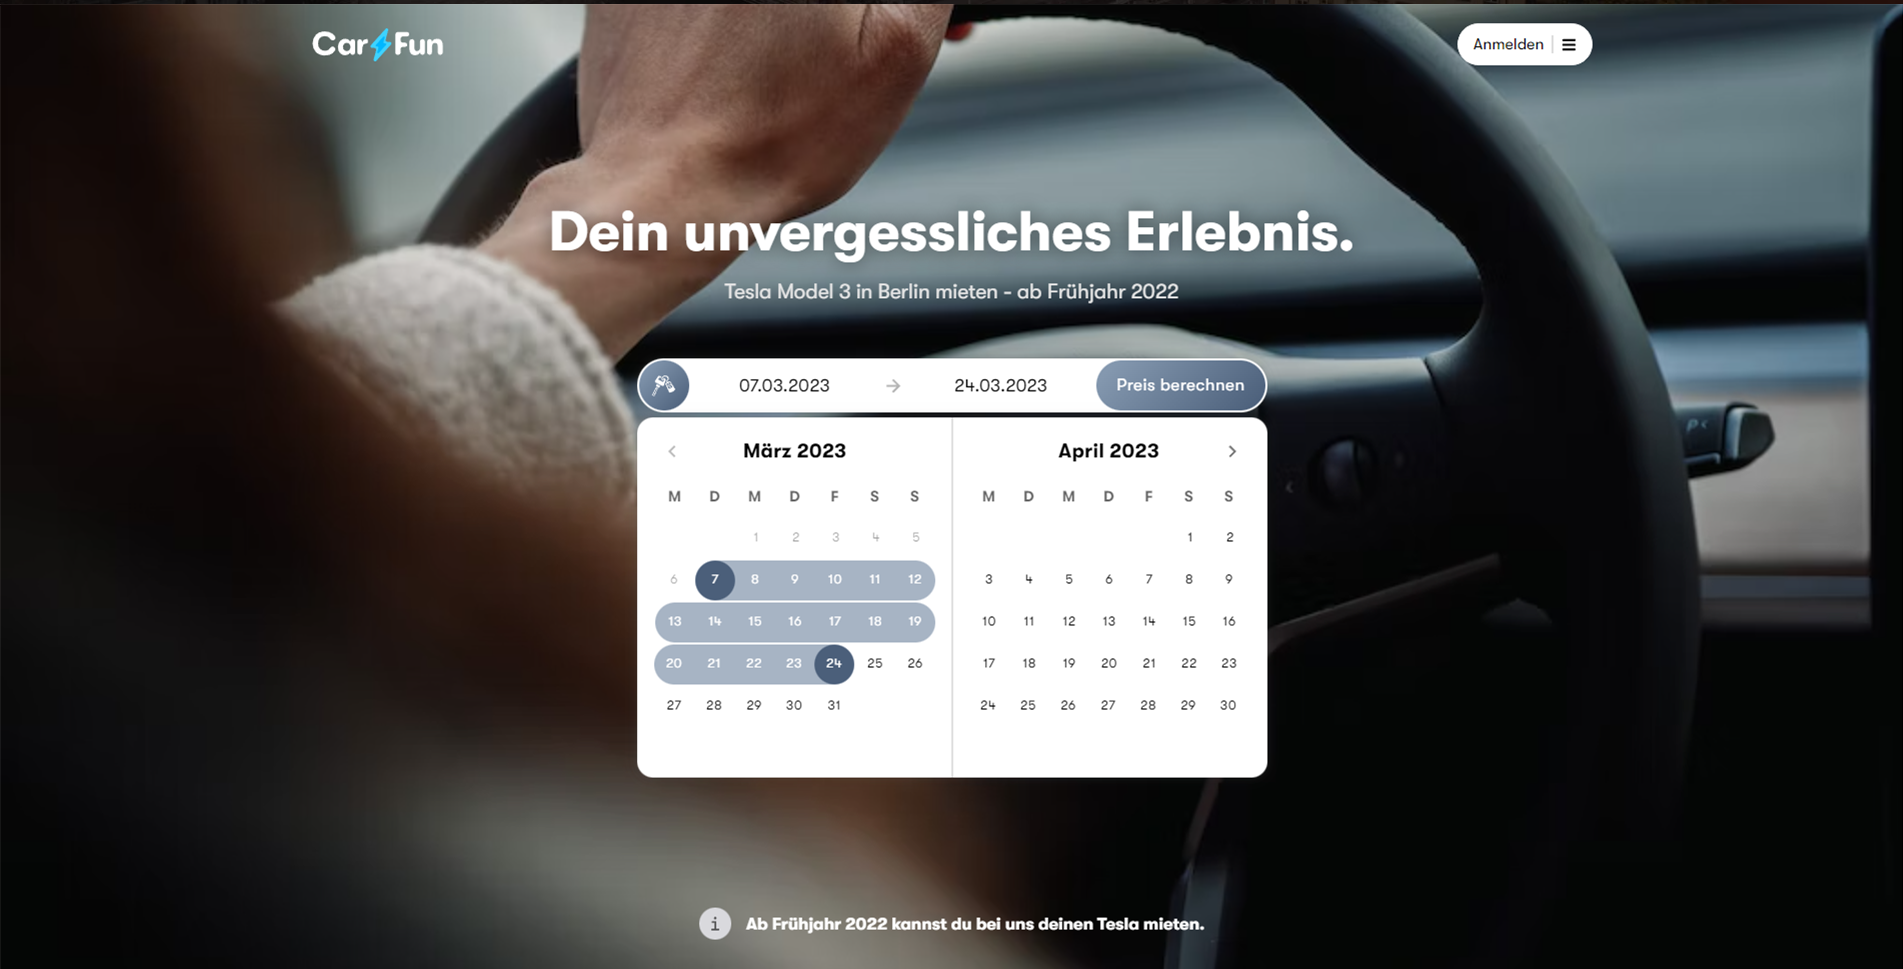 Car Fun
Anmelden
Dein unvergessliches Erlebnis.
Tesla Model 3 in Berlin mieten - ab Frühjahr 2022
07.03.2023 → 24.03.2023 Preis berechnen
März 2023
M D M D F S S
1 2 3 4 5
6 7 8 9 10 11 12
13 14 15 16 17 18 19
20 21 22 23 24 25 26
27 28 29 30 31
April 2023
M D M D F S S
1 2
3 4 5 6 7 8 9
10 11 12 13 14 15 16
17 18 19 20 21 22 23
24 25 26 27 28 29 30
P
i Ab Frühjahr 2022 kannst du bei uns deinen Tesla mieten.